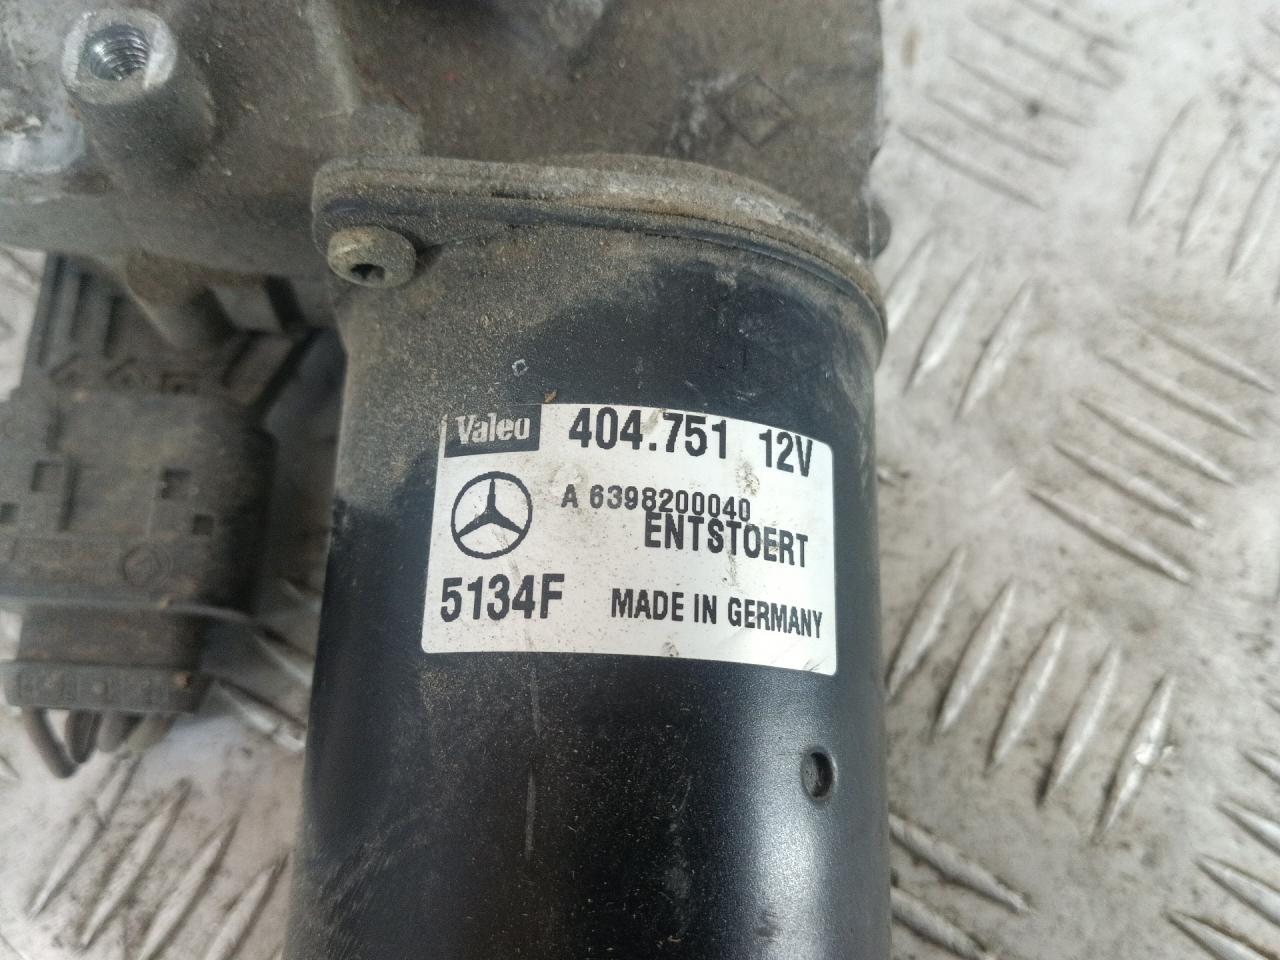 Valeo 404.751 12V
A 6398200040
ENTSTOERT
5134F MADE IN GERMANY